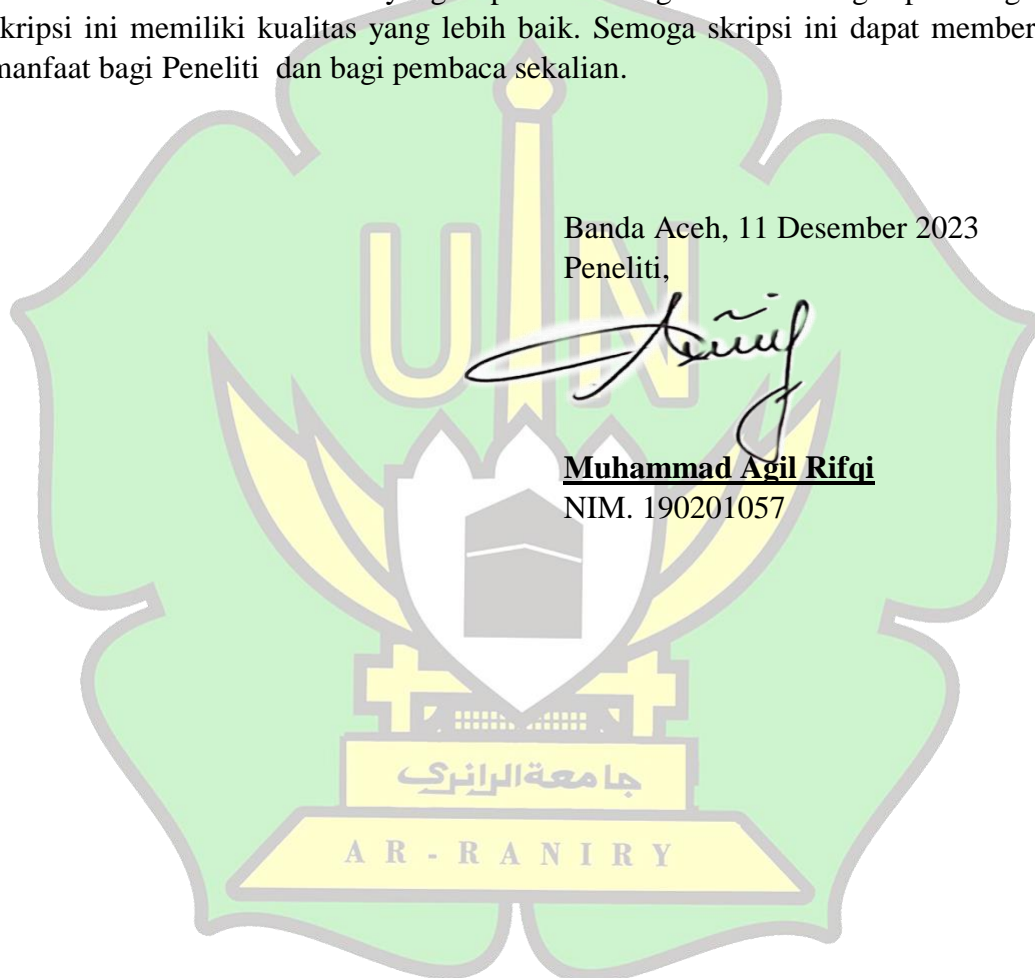 skripsi ini memiliki kualitas yang lebih baik. Semoga skripsi ini dapat member
manfaat bagi Peneliti dan bagi pembaca sekalian.
Banda Aceh, 11 Desember 2023
Peneliti,
Muhammad Agil Rifqi
NIM. 190201057
UIN
جامعةالرانري
AR-RANIRY